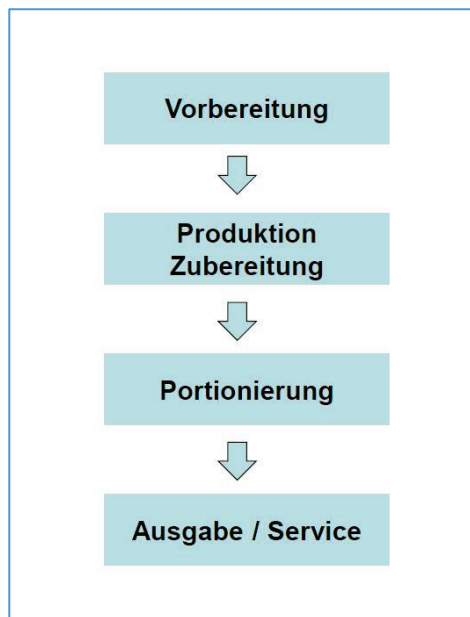 Vorbereitung
Produktion
Zubereitung
Portionierung
Ausgabe / Service